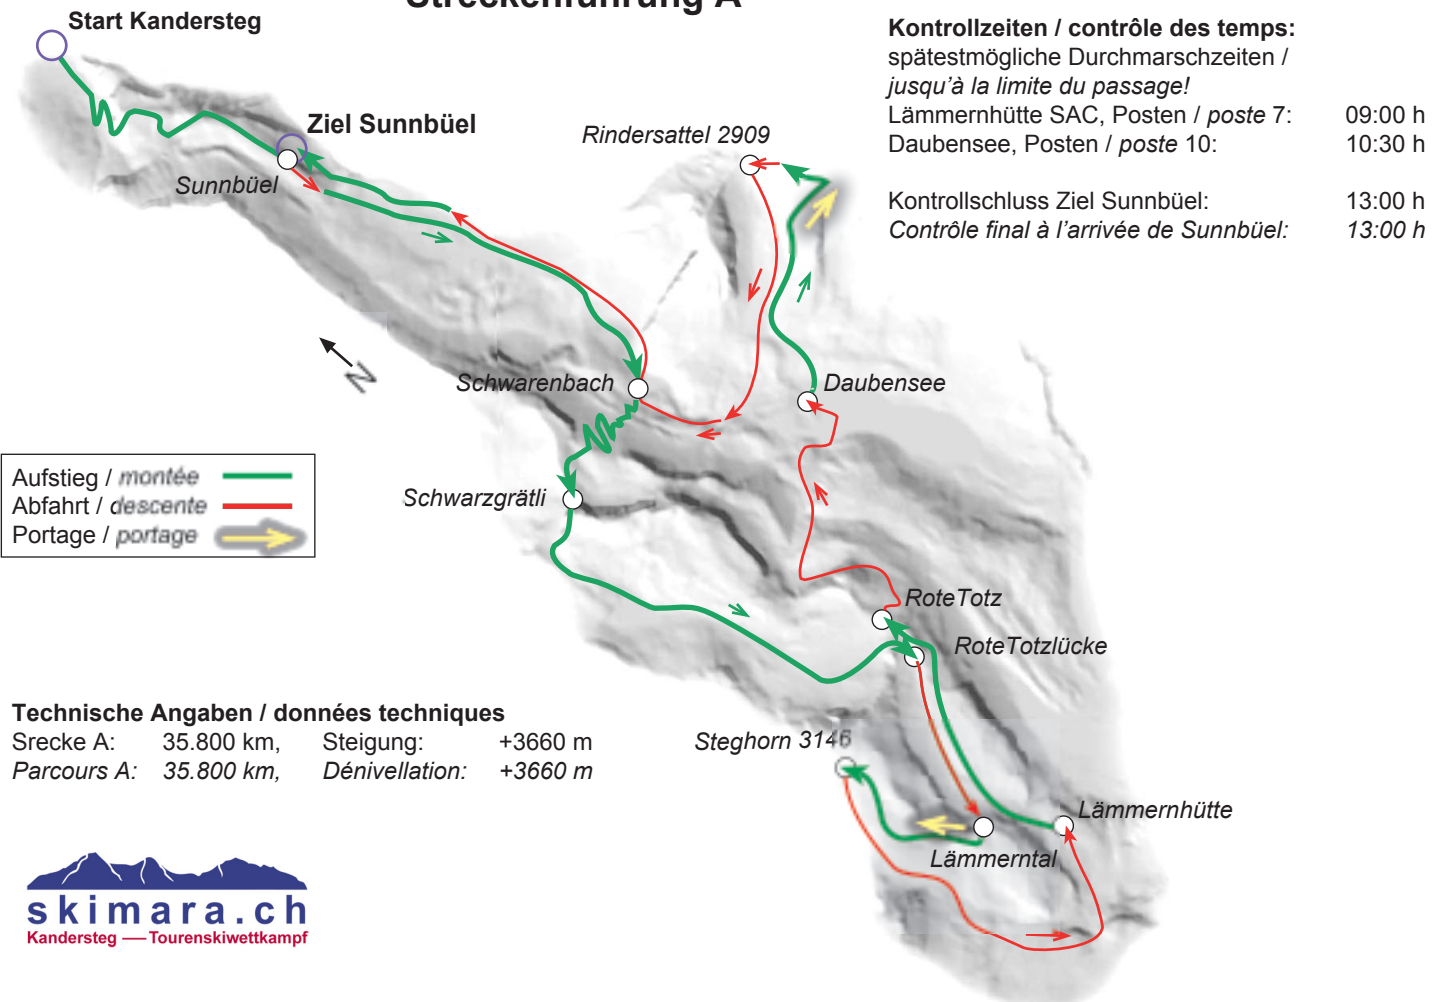 Streckenführung A
Start Kandersteg
Ziel Sunnbüel
Sunnbüel
Rindersattel 2909
Kontrollzeiten / contrôle des temps:
spätestmögliche Durchmarschzeiten /
jusqu'à la limite du passage!
Lämmernhütte SAC, Posten / poste 7: 09:00 h
Daubensee, Posten / poste 10: 10:30 h
Kontrollschluss Ziel Sunnbüel: 13:00 h
Contrôle final à l'arrivée de Sunnbüel: 13:00 h
N
Schwarenbach
Daubensee
Aufstieg / montée
Abfahrt / descente
Portage / portage
Schwarzgrätli
RoteTotz
RoteTotzlücke
Technische Angaben / données techniques
Srecke A: 35.800 km, Steigung: +3660 m
Parcours A: 35.800 km, Dénivellation: +3660 m
Steghorn 3146
Lämmernhütte
Lämmerntal
skimara.ch
Kandersteg — Tourenskiwettkampf